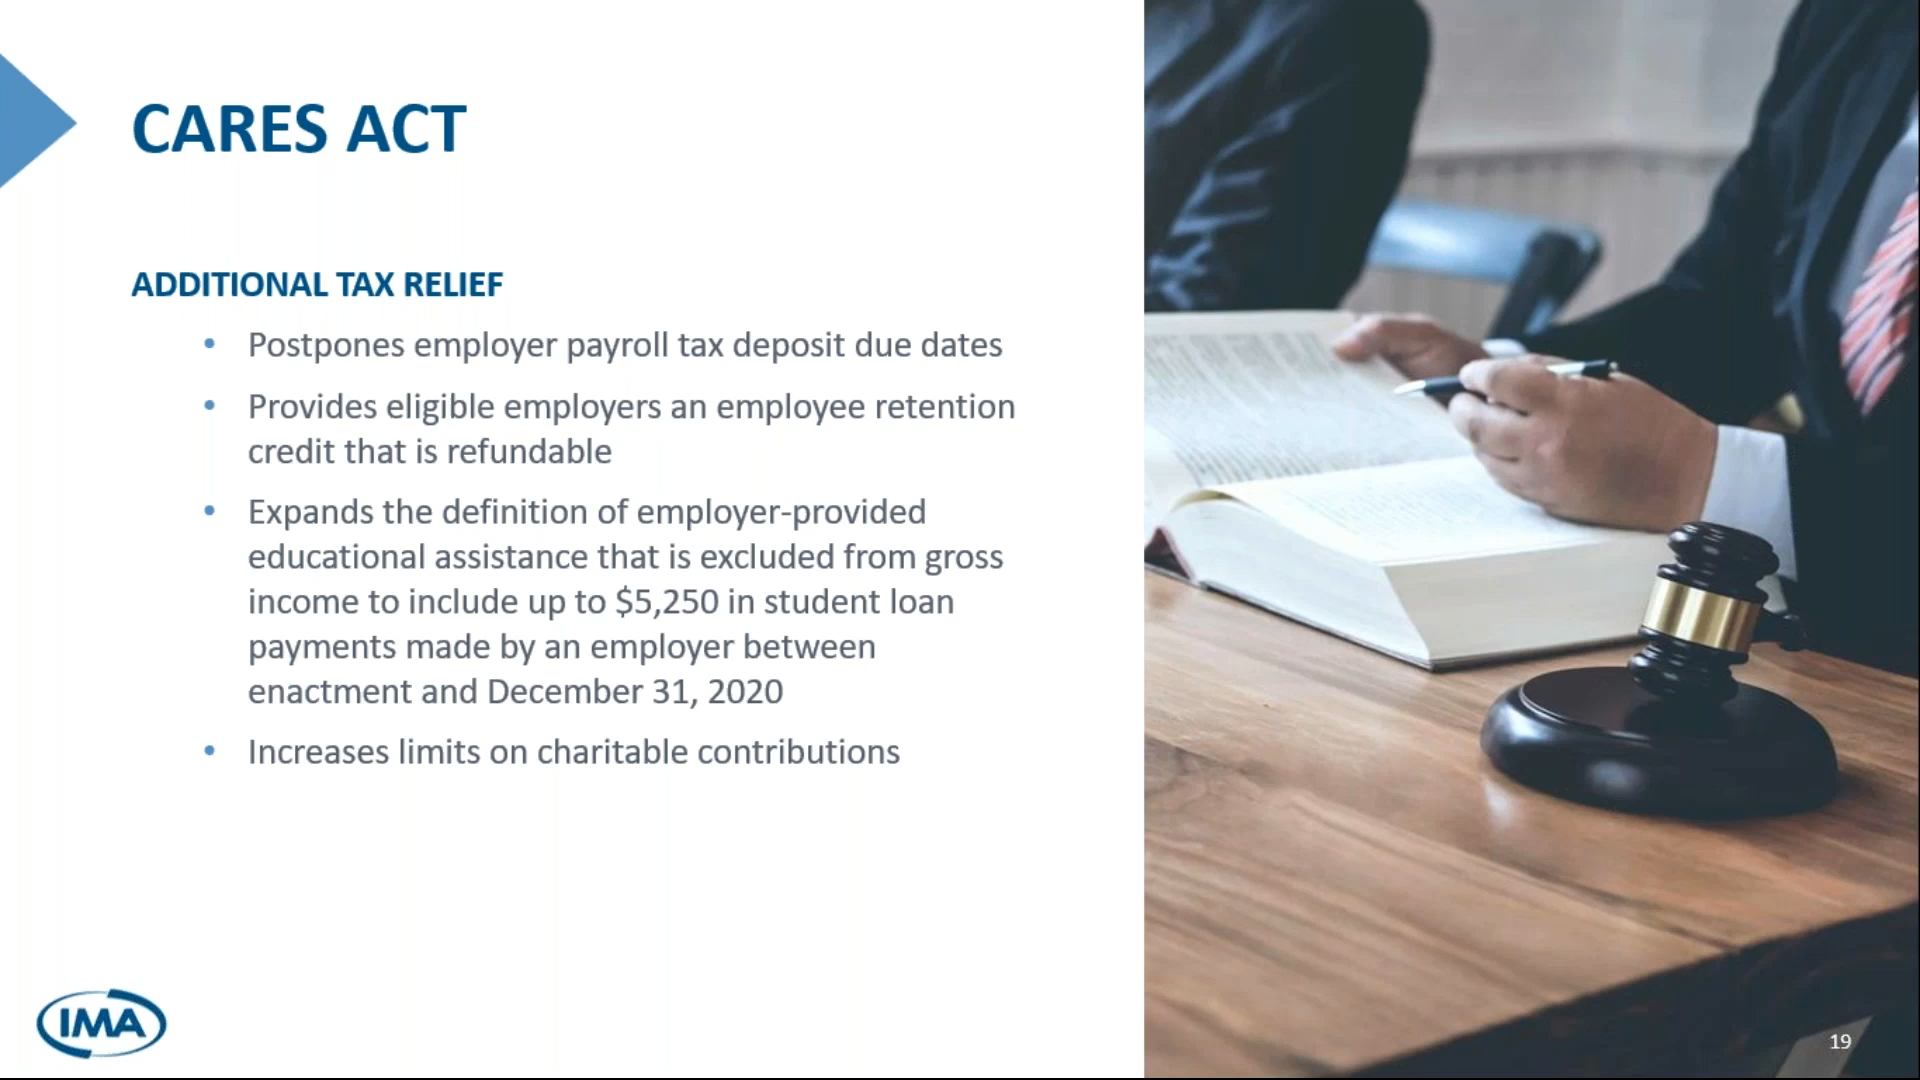 CARES ACT
ADDITIONAL TAX RELIEF
• Postpones employer payroll tax deposit due dates
• Provides eligible employers an employee retention
credit that is refundable
• Expands the definition of employer-provided
educational assistance that is excluded from gross
income to include up to $5,250 in student loan
payments made by an employer between
enactment and December 31, 2020
• Increases limits on charitable contributions
IMA
19